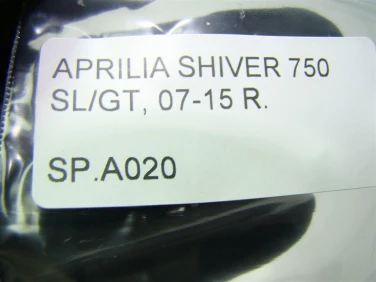 APRILIA SHIVER 750
SL/GT, 07-15 R.
SP.A020